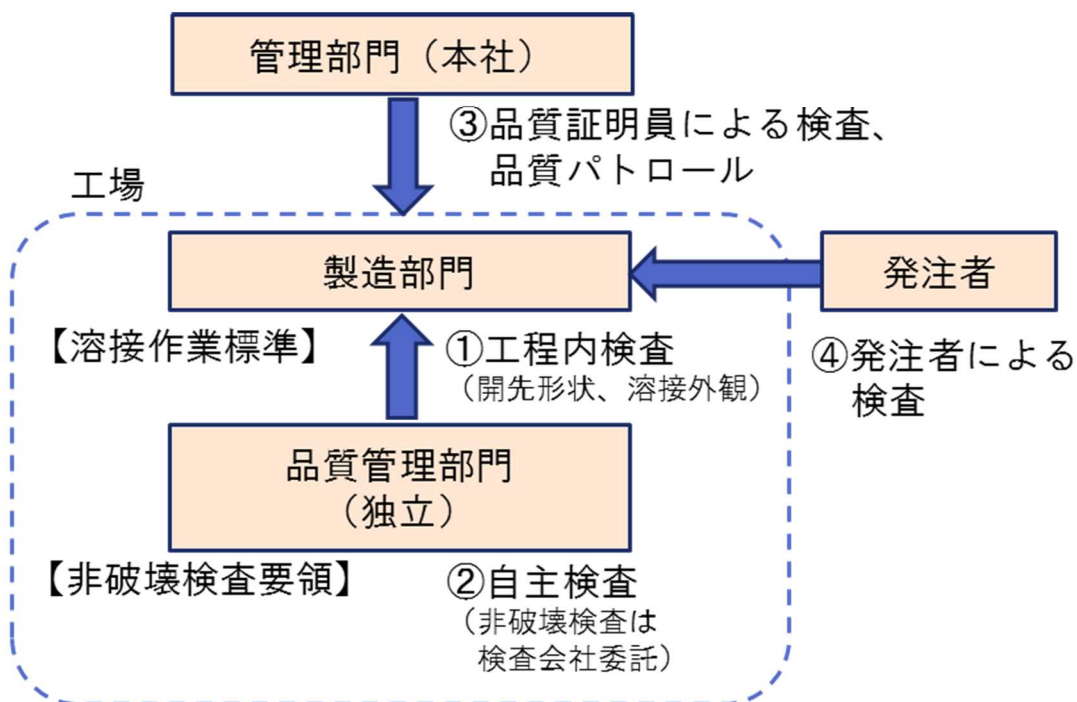 管理部門（本社）
③品質証明員による検査、
品質パトロール
工場
製造部門
発注者
【溶接作業標準】
①工程内検査
（開先形状、溶接外観）
④発注者による
検査
品質管理部門
（独立）
【非破壊検査要領】
②自主検査
（非破壊検査は
検査会社委託）